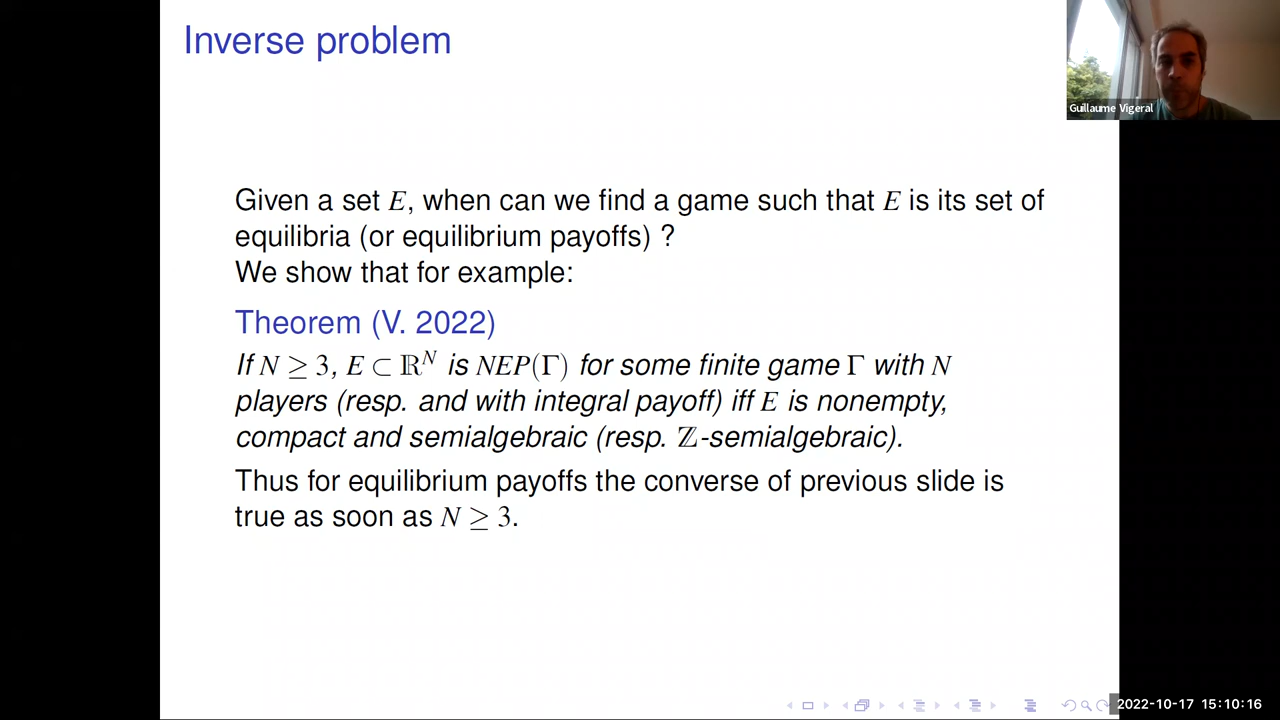 Inverse problem
Guillaume Vigeral
Given a set E, when can we find a game such that E is its set of
equilibria (or equilibrium payoffs) ?
We show that for example:
Theorem (V. 2022)
If N ≥ 3, E ⊂ ℝ^N is NEP(Γ) for some finite game Γ with N
players (resp. and with integral payoff) iff E is nonempty,
compact and semialgebraic (resp. ℤ-semialgebraic).
Thus for equilibrium payoffs the converse of previous slide is
true as soon as N ≥ 3.
2022-10-17 15:10:16